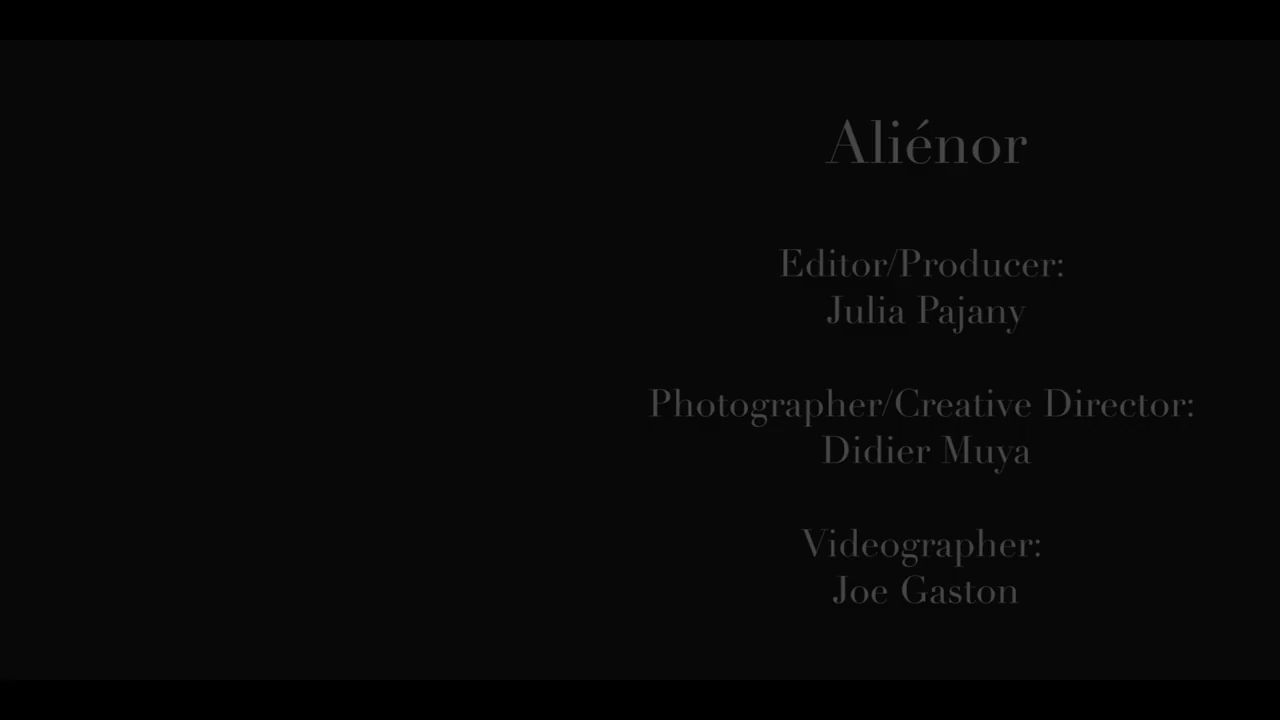 Aliénor
Editor/Producer:
Julia Pajany
Photographer/Creative Director:
Didier Muya
Videographer:
Joe Gaston